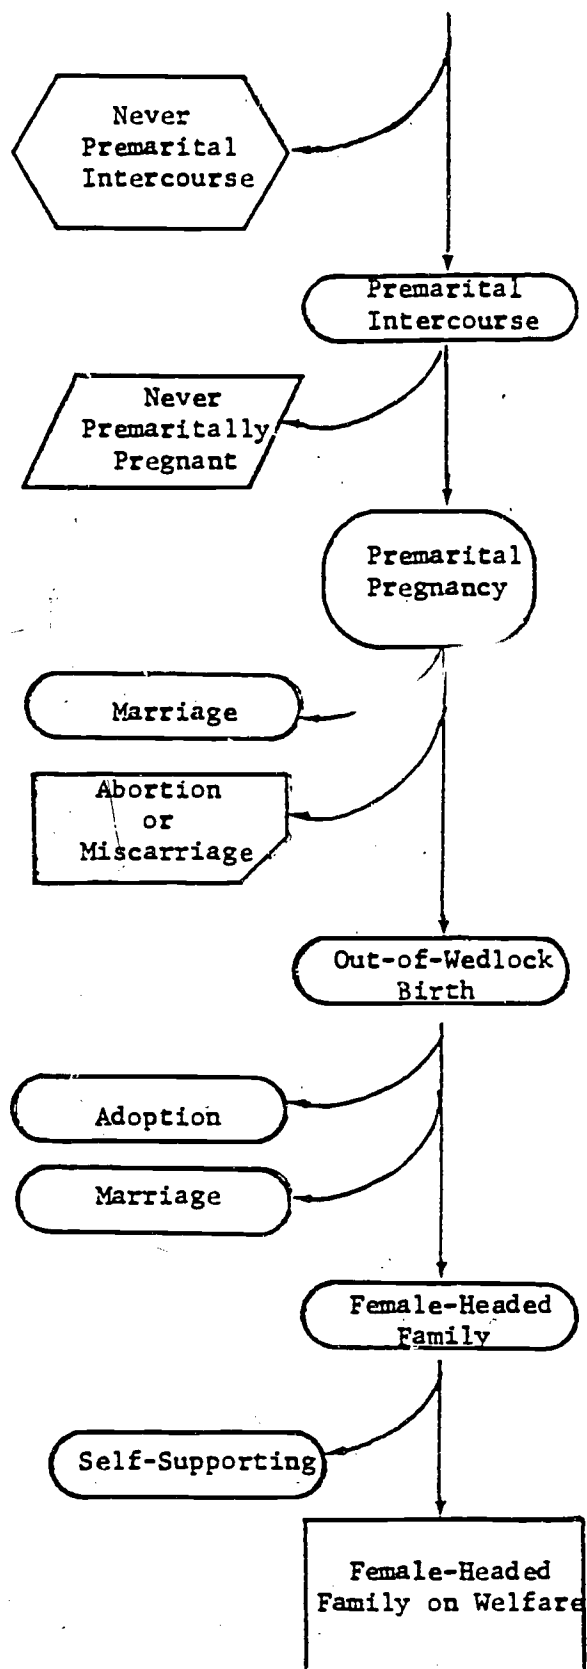 Never
Premarital
Intercourse
Premarital
Intercourse
Never
Premaritally
Pregnant
Premarital
Pregnancy
Marriage
Abortion
or
Miscarriage
Out-of-Wedlock
Birth
Adoption
Marriage
Female-Headed
Family
Self-Supporting
Female-Headed
Family on Welfare